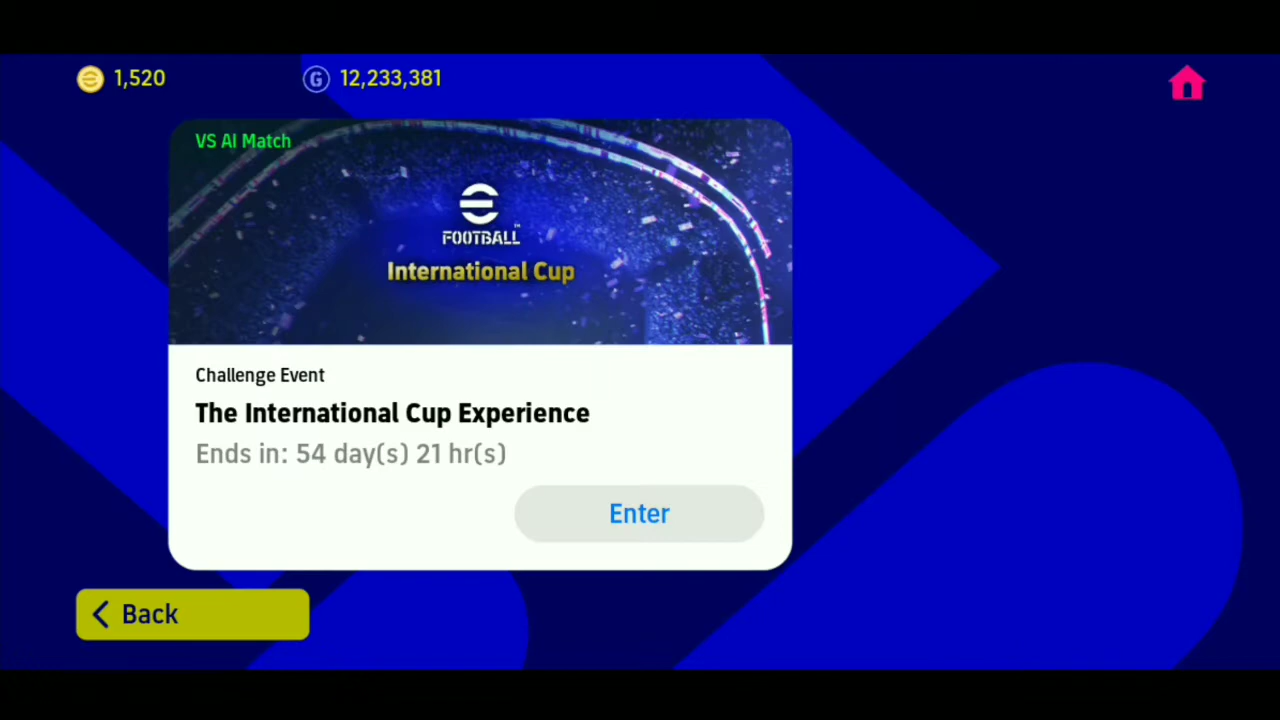 1,520
G 12,233,381
VS AI Match
FOOTBALL™
International Cup
Challenge Event
The International Cup Experience
Ends in: 54 day(s) 21 hr(s)
Enter
Back